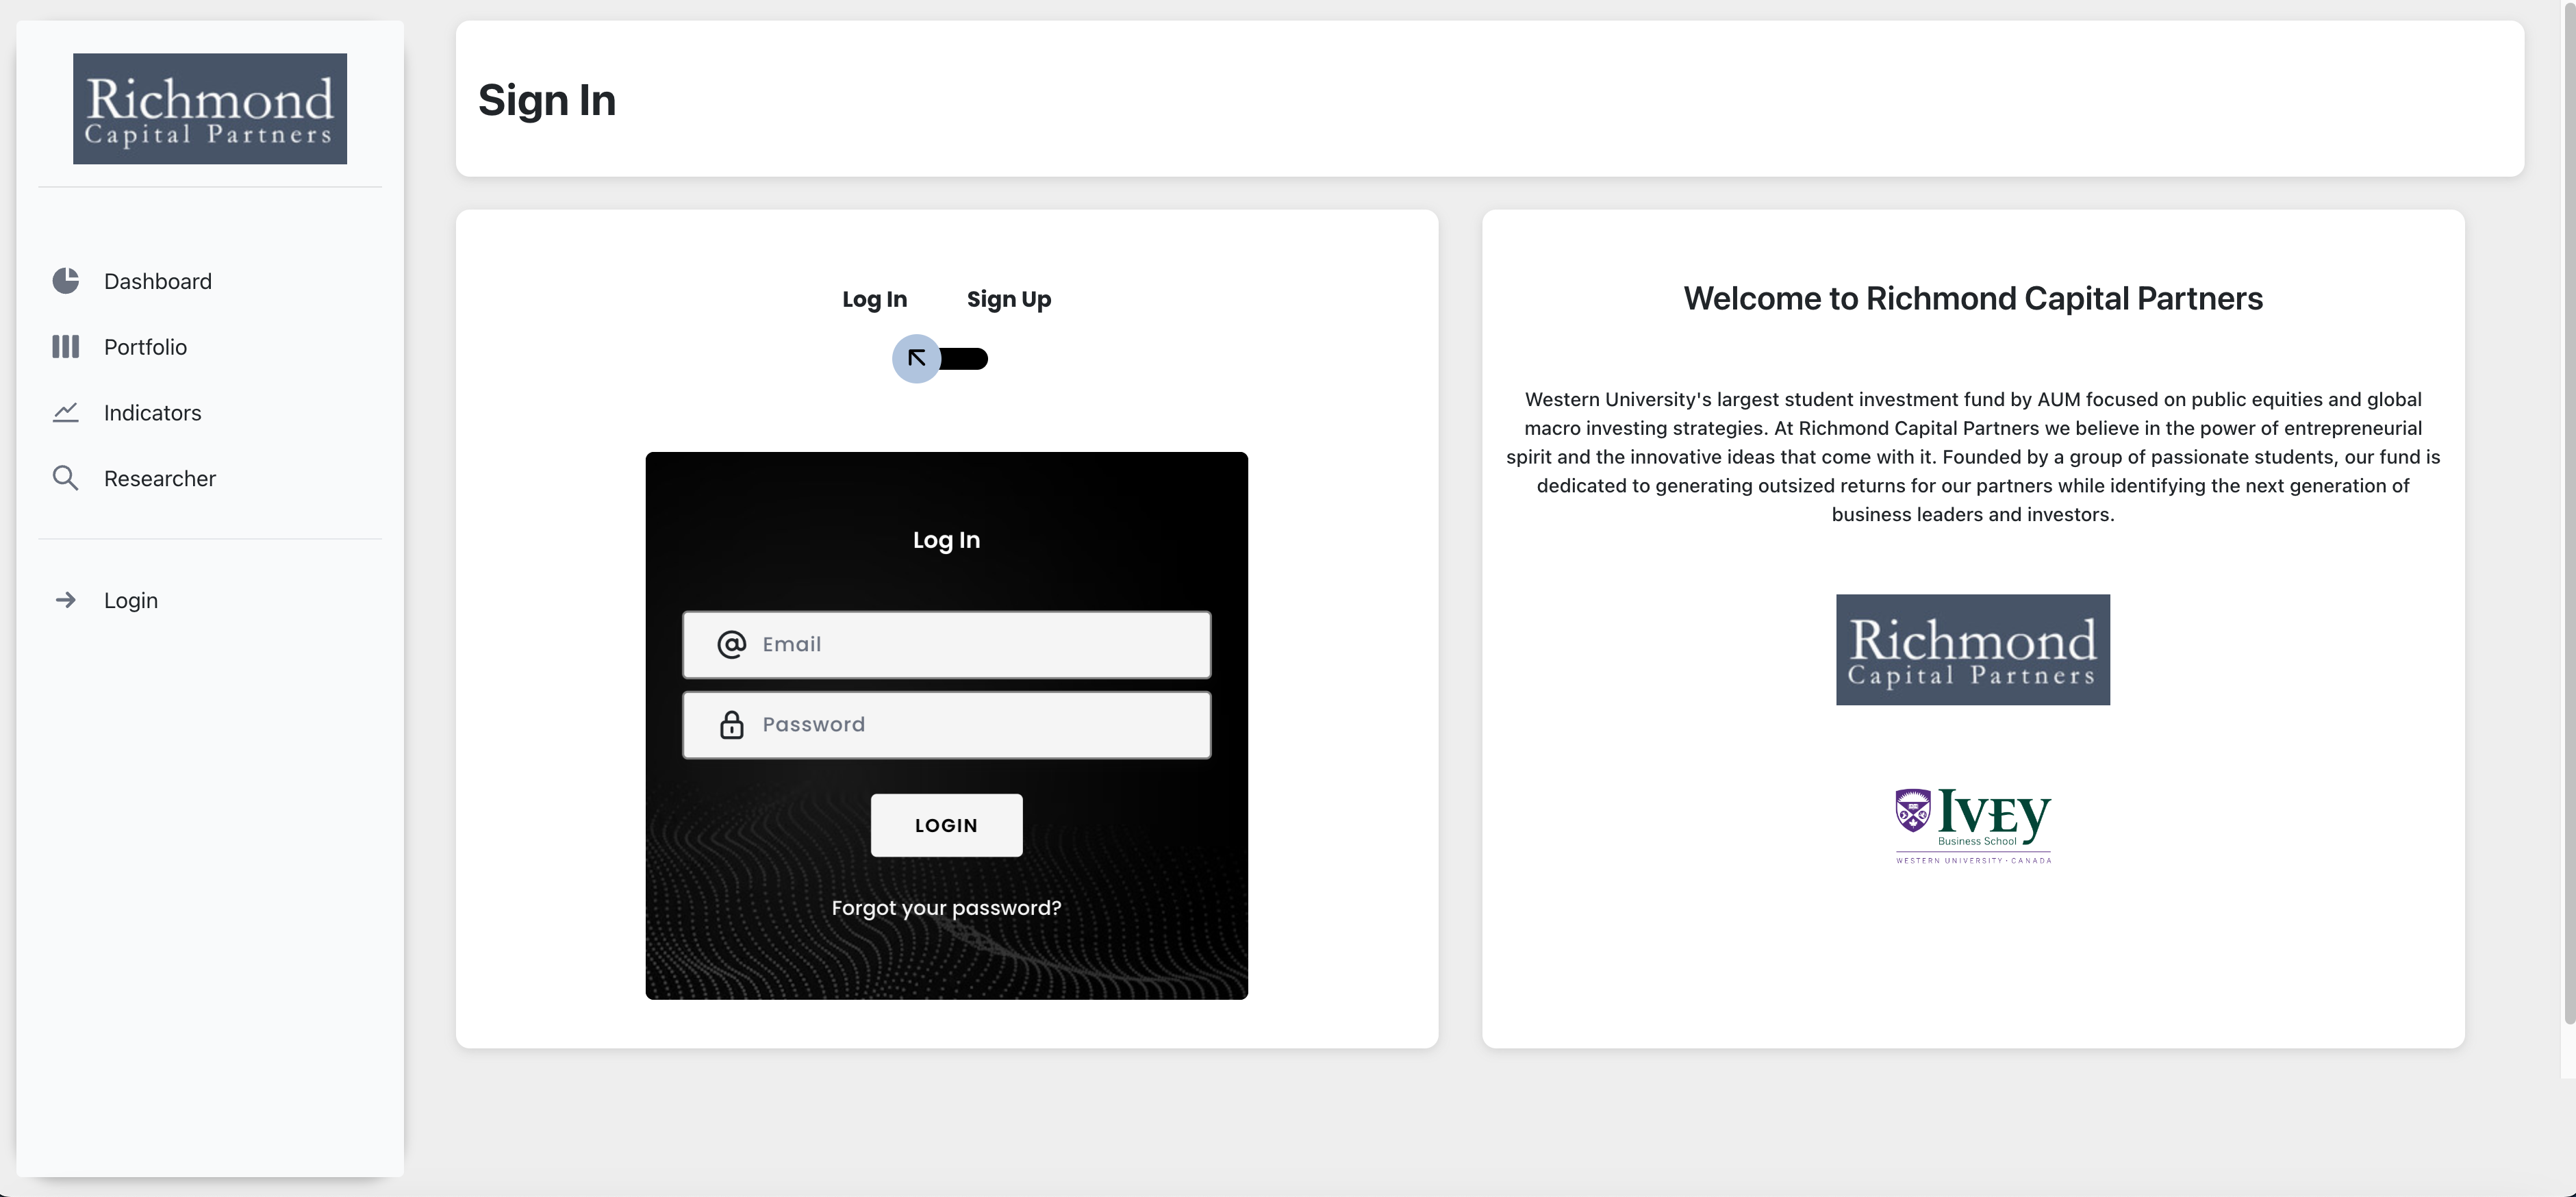 Richmond
Capital Partners
Dashboard
Portfolio
Indicators
Researcher
Login
Sign In
Log In Sign Up
Log In
@ Email
Password
LOGIN
Forgot your password?
Welcome to Richmond Capital Partners
Western University's largest student investment fund by AUM focused on public equities and global
macro investing strategies. At Richmond Capital Partners we believe in the power of entrepreneurial
spirit and the innovative ideas that come with it. Founded by a group of passionate students, our fund is
dedicated to generating outsized returns for our partners while identifying the next generation of
business leaders and investors.
Richmond
Capital Partners
IVEY
Business School
WESTERN UNIVERSITY · CANADA